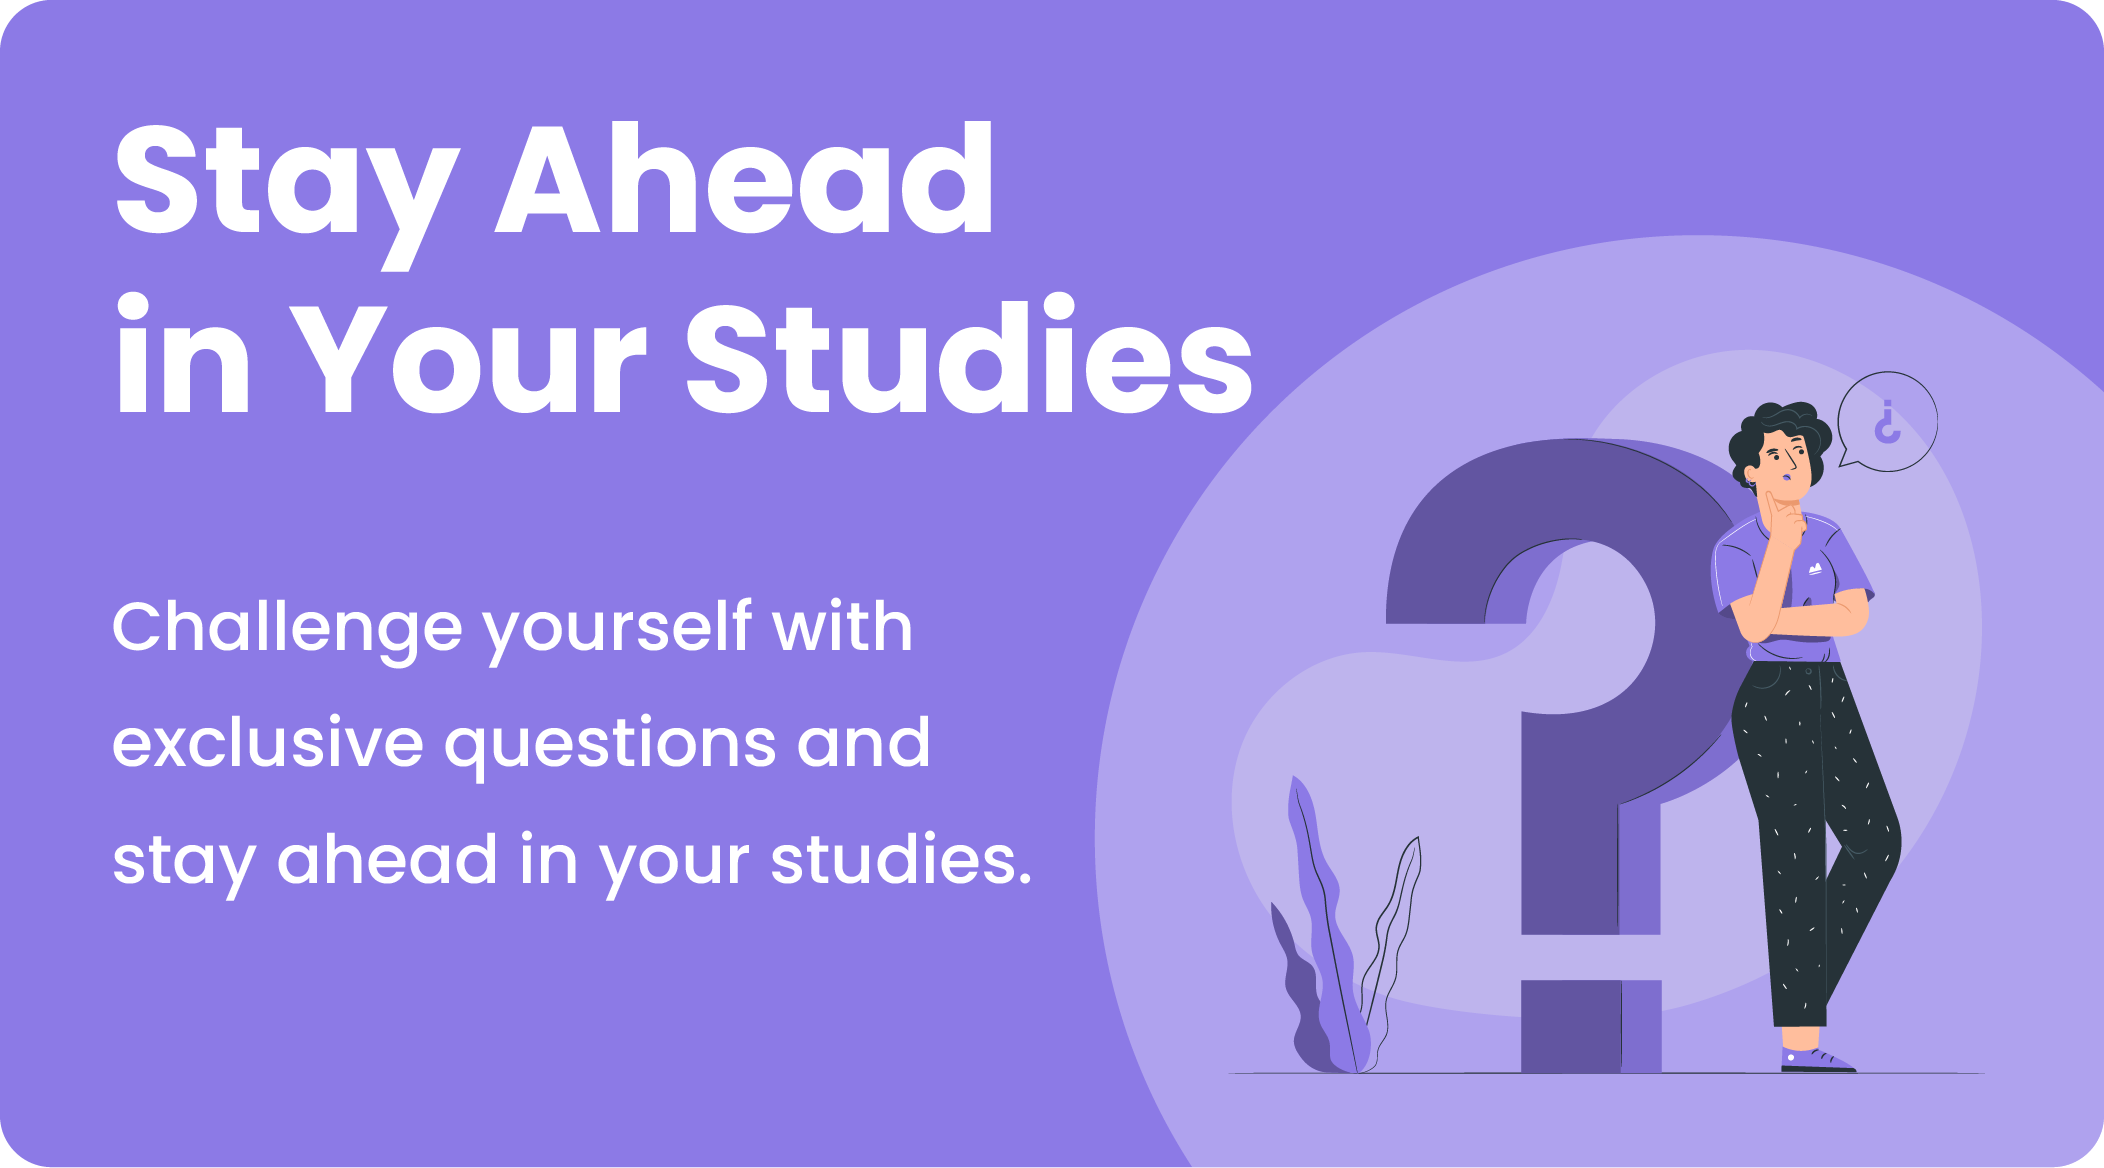 Stay Ahead
in Your Studies
Challenge yourself with
exclusive questions and
stay ahead in your studies.
¿